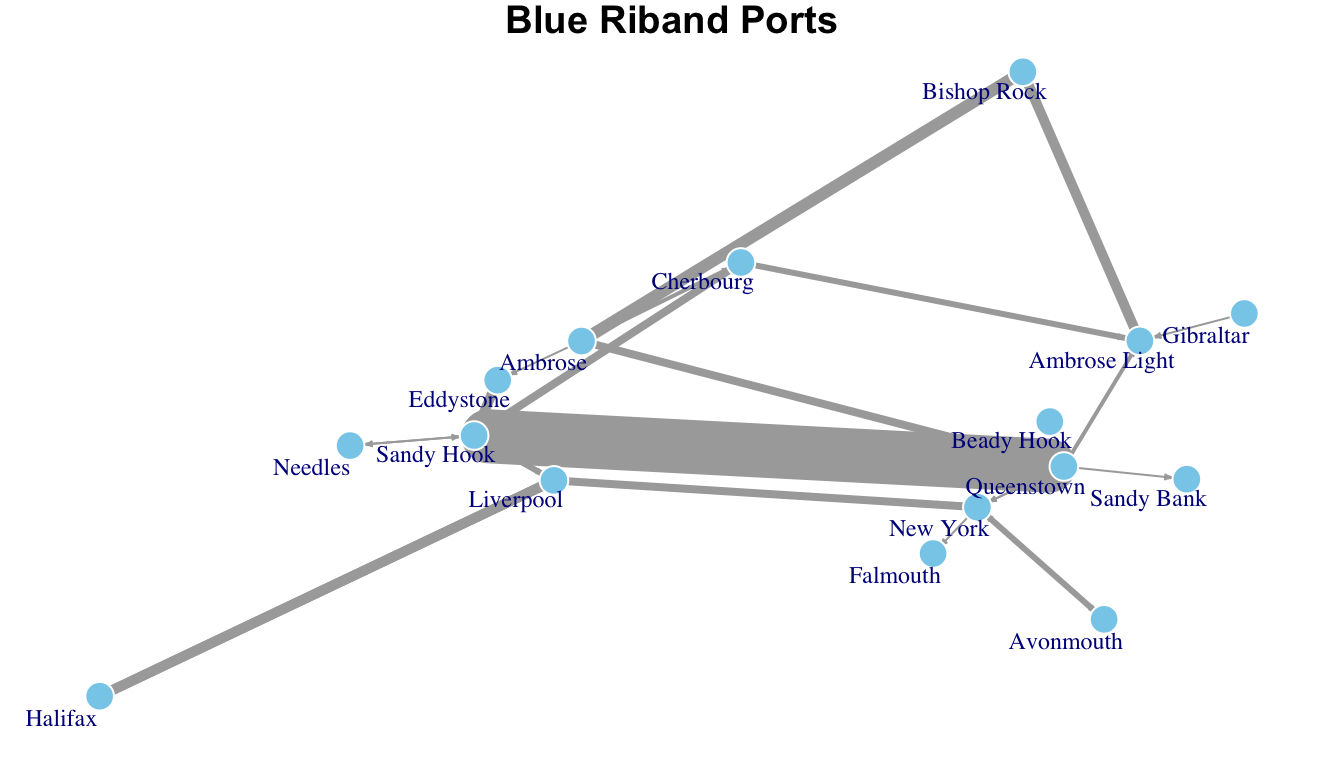 Blue Riband Ports
Bishop Rock
Cherbourg
Gibraltar
Ambrose
Ambrose Light
Eddystone
Beady Hook
Sandy Hook
Needles
Queenstown
Liverpool
Sandy Bank
New York
Falmouth
Avonmouth
Halifax